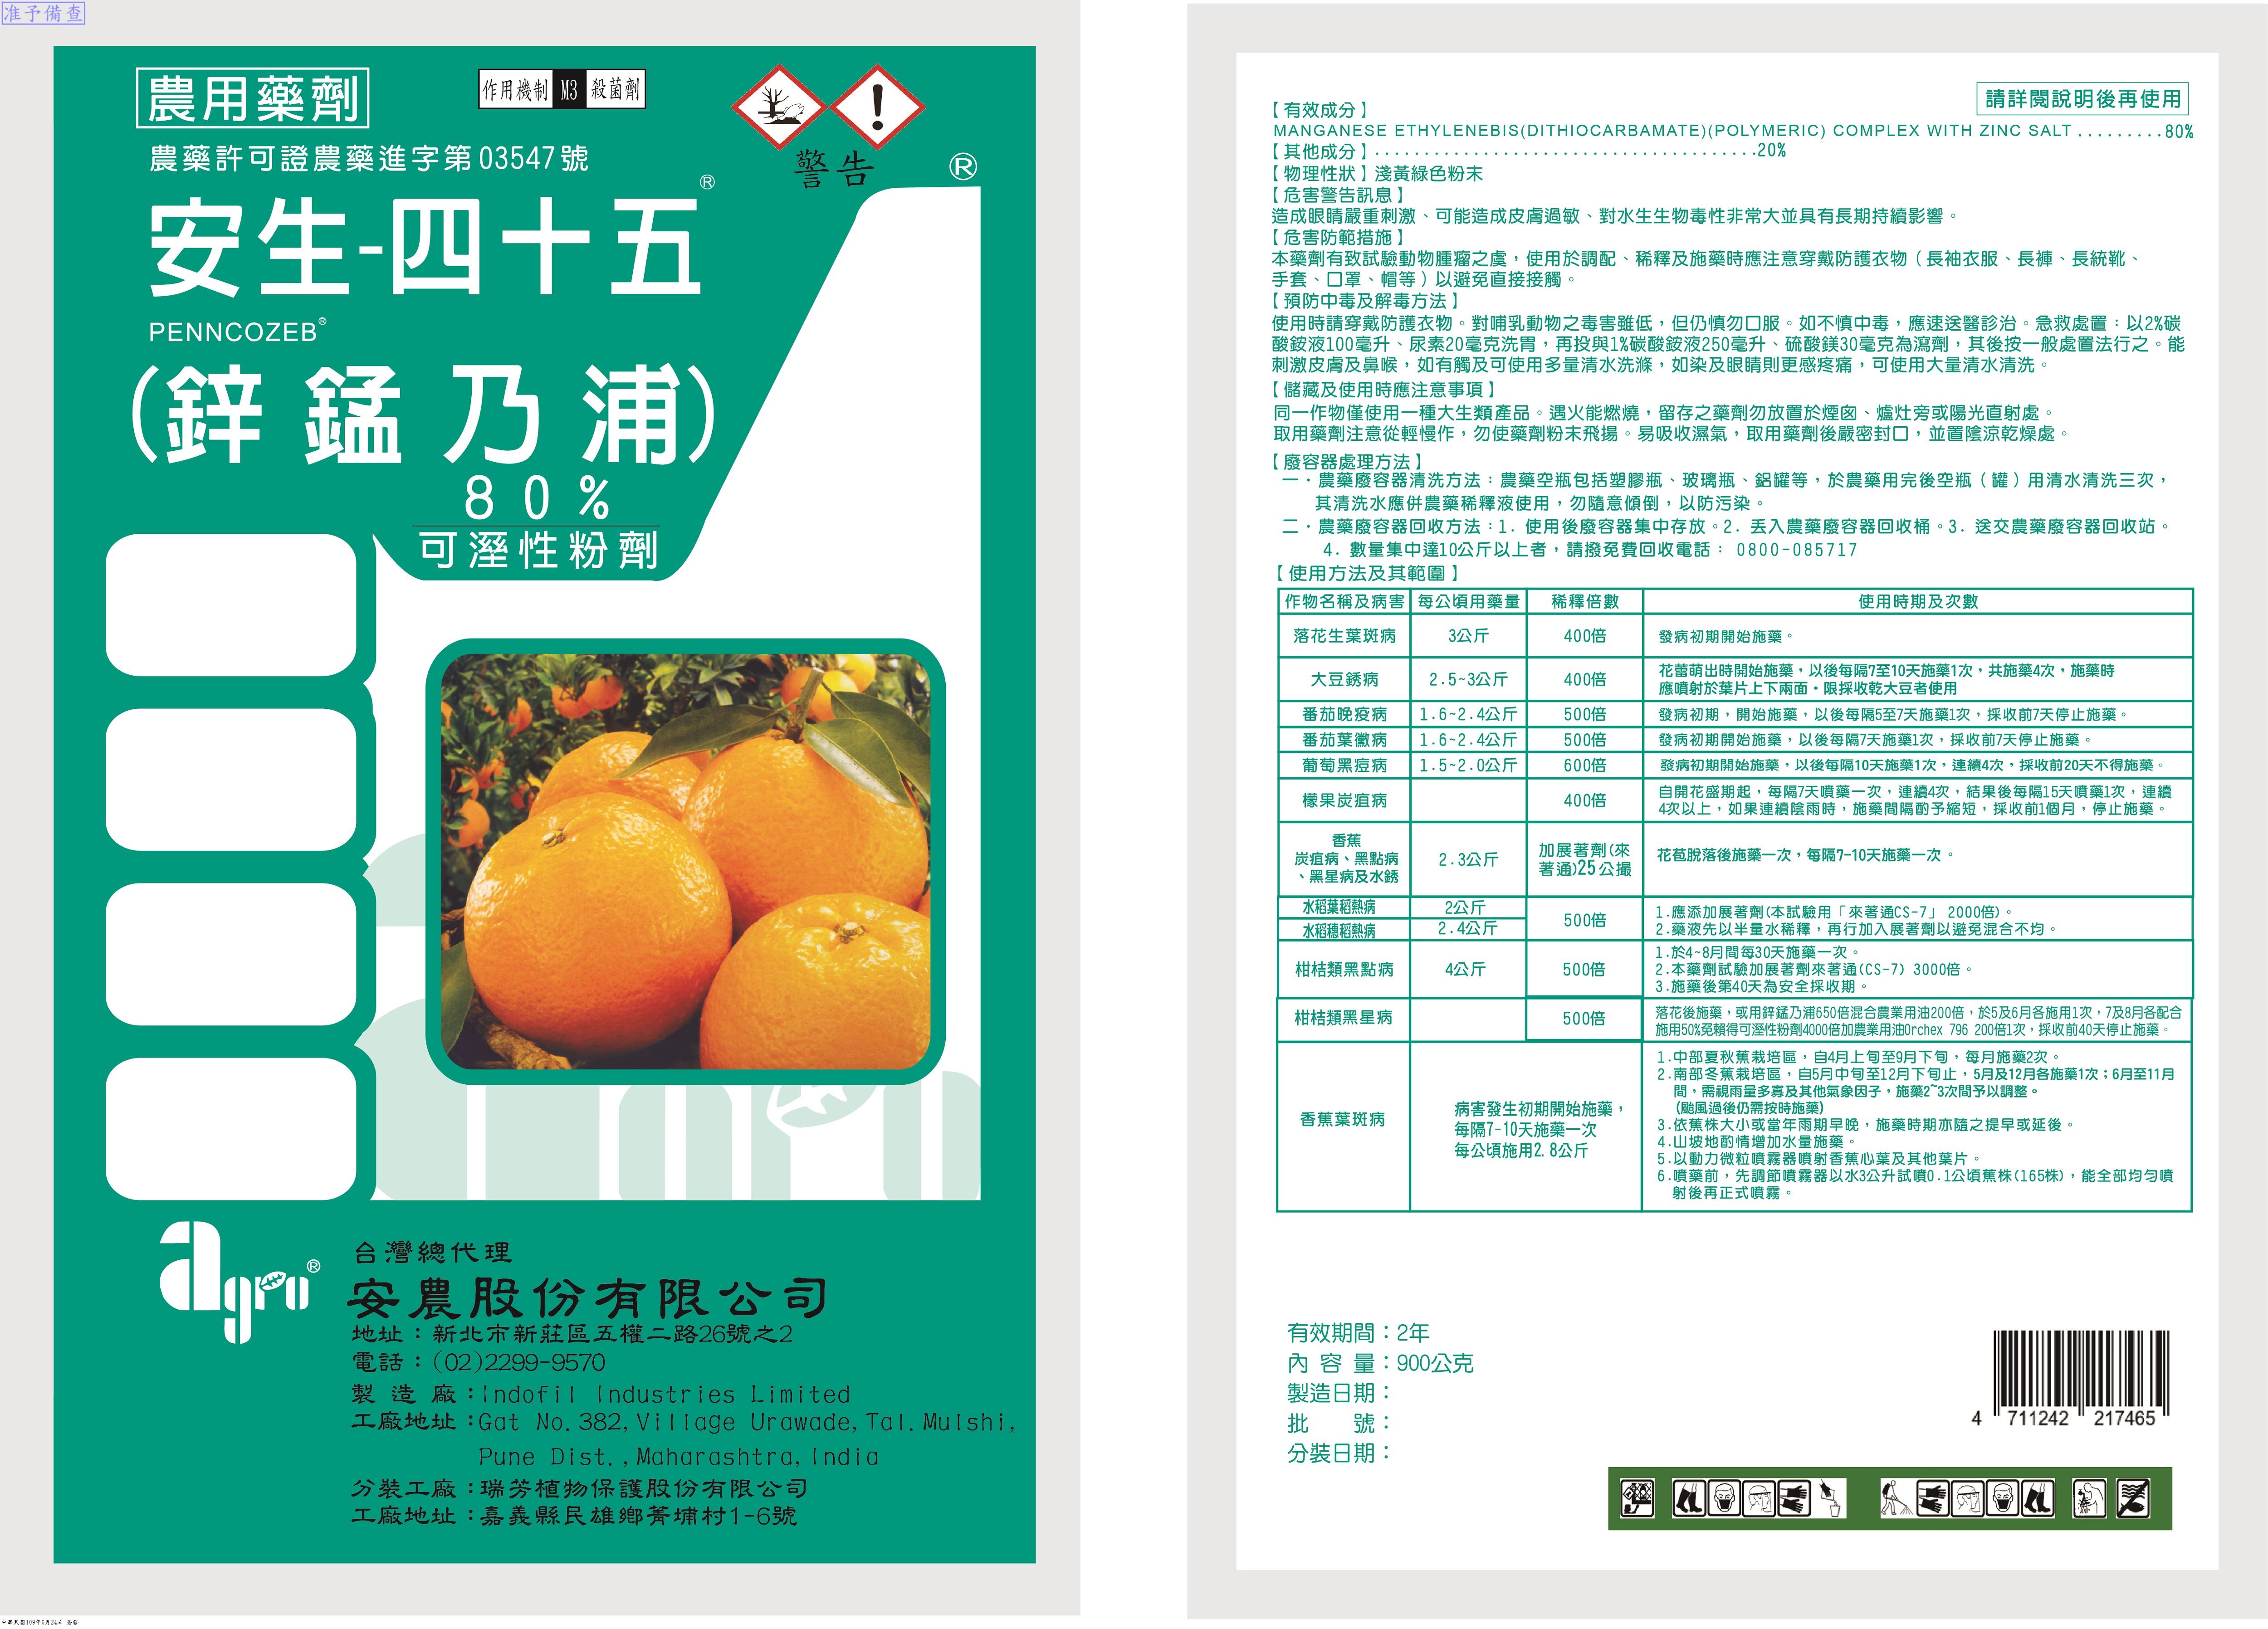 准予備查
農用藥劑
作用機制 M3 殺菌劑
農藥許可證農藥進字第03547號
警告
®
安生-四十五®
PENNCOZEB®
(鋅錳乃浦)
80%
可溼性粉劑
agro®
台灣總代理
安農股份有限公司
地址：新北市新莊區五權二路26號之2
電話：(02)2299-9570
製造廠：Indofil Industries Limited
工廠地址：Gat No.382,Village Urawade,Tal.Mulshi,
Pune Dist.,Maharashtra,India
分裝工廠：瑞芳植物保護股份有限公司
工廠地址：嘉義縣民雄鄉菁埔村1-6號
中華民國109年6月24日 簽發
請詳閱說明後再使用
【有效成分】
MANGANESE ETHYLENEBIS(DITHIOCARBAMATE)(POLYMERIC) COMPLEX WITH ZINC SALT.........80%
【其他成分】.......................................20%
【物理性狀】淺黃綠色粉末
【危害警告訊息】
造成眼睛嚴重刺激、可能造成皮膚過敏、對水生生物毒性非常大並具有長期持續影響。
【危害防範措施】
本藥劑有致試驗動物腫瘤之虞，使用於調配、稀釋及施藥時應注意穿戴防護衣物（長袖衣服、長褲、長統靴、
手套、口罩、帽等）以避免直接接觸。
【預防中毒及解毒方法】
使用時請穿戴防護衣物。對哺乳動物之毒害雖低，但仍慎勿口服。如不慎中毒，應速送醫診治。急救處置：以2%碳
酸銨液100毫升、尿素20毫克洗胃，再投與1%碳酸銨液250毫升、硫酸鎂30毫克為瀉劑，其後按一般處置法行之。能
刺激皮膚及鼻喉，如有觸及可使用多量清水洗滌，如染及眼睛則更感疼痛，可使用大量清水清洗。
【儲藏及使用時應注意事項】
同一作物僅使用一種大生類產品。遇火能燃燒，留存之藥劑勿放置於煙囱、爐灶旁或陽光直射處。
取用藥劑注意從輕慢作，勿使藥劑粉末飛揚。易吸收濕氣，取用藥劑後嚴密封口，並置陰涼乾燥處。
【廢容器處理方法】
一．農藥廢容器清洗方法：農藥空瓶包括塑膠瓶、玻璃瓶、鋁罐等，於農藥用完後空瓶（罐）用清水清洗三次，
其清洗水應併農藥稀釋液使用，勿隨意傾倒，以防污染。
二．農藥廢容器回收方法：1. 使用後廢容器集中存放。2. 丟入農藥廢容器回收桶。3. 送交農藥廢容器回收站。
4. 數量集中達10公斤以上者，請撥免費回收電話： 0800-085717
【使用方法及其範圍】
作物名稱及病害 每公頃用藥量 稀釋倍數 使用時期及次數
落花生葉斑病 3公斤 400倍 發病初期開始施藥。
大豆銹病 2.5~3公斤 400倍 花蕾萌出時開始施藥，以後每隔7至10天施藥1次，共施藥4次，施藥時
應噴射於葉片上下兩面。限採收乾大豆者使用
番茄晚疫病 1.6~2.4公斤 500倍 發病初期，開始施藥，以後每隔5至7天施藥1次，採收前7天停止施藥。
番茄葉黴病 1.6~2.4公斤 500倍 發病初期開始施藥，以後每隔7天施藥1次，採收前7天停止施藥。
葡萄黑痘病 1.5~2.0公斤 600倍 發病初期開始施藥，以後每隔10天施藥1次，連續4次，採收前20天不得施藥。
檬果炭疽病 400倍 自開花盛期起，每隔7天噴藥一次，連續4次，結果後每隔15天噴藥1次，連續
4次以上，如果連續陰雨時，施藥間隔酌予縮短，採收前1個月，停止施藥。
香蕉
炭疽病、黑點病
、黑星病及水銹
2.3公斤
加展著劑(來
著通)25公撮
花苞脫落後施藥一次，每隔7-10天施藥一次。
水稻葉稻熱病 2公斤
水稻穗稻熱病 2.4公斤
500倍
1.應添加展著劑(本試驗用「來著通CS-7」 2000倍)。
2.藥液先以半量水稀釋，再行加入展著劑以避免混合不均。
柑桔類黑點病 4公斤 500倍
1.於4~8月間每30天施藥一次。
2.本藥劑試驗加展著劑來著通(CS-7) 3000倍。
3.施藥後第40天為安全採收期。
柑桔類黑星病 500倍 落花後施藥，或用鋅錳乃浦650倍混合農業用油200倍，於5及6月各施用1次，7及8月各配合
施用50%免賴得可溼性粉劑4000倍加農業用油Orchex 796 200倍1次，採收前40天停止施藥。
香蕉葉斑病
病害發生初期開始施藥，
每隔7-10天施藥一次
每公頃施用2.8公斤
1.中部夏秋蕉栽培區，自4月上旬至9月下旬，每月施藥2次。
2.南部冬蕉栽培區，自5月中旬至12月下旬止，5月及12月各施藥1次；6月至11月
間，需視雨量多寡及其他氣象因子，施藥2~3次間予以調整。
(颱風過後仍需按時施藥)
3.依蕉株大小或當年雨期早晚，施藥時期亦隨之提早或延後。
4.山坡地酌情增加水量施藥。
5.以動力微粒噴霧器噴射香蕉心葉及其他葉片。
6.噴藥前，先調節噴霧器以水3公升試噴0.1公頃蕉株(165株)，能全部均勻噴
射後再正式噴霧。
有效期間：2年
內容量：900公克
製造日期：
批號：
分裝日期：
4 711242 217465